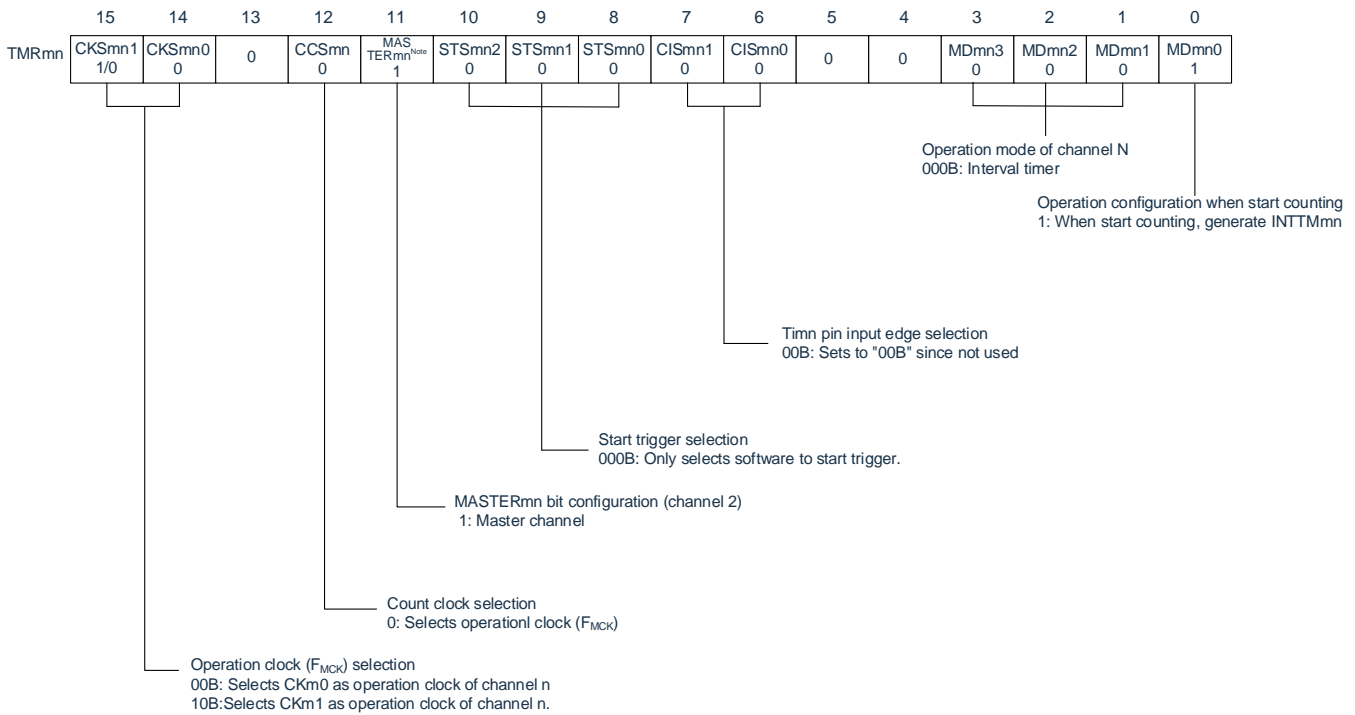 15 14 13 12 11 10 9 8 7 6 5 4 3 2 1 0
TMRmn
CKSmn1 CKSmn0 0 CCSmn MAS STSmn2 STSmn1 STSmn0 CISmn1 CISmn0 0 0 MDmn3 MDmn2 MDmn1 MDmn0
TERmn^Note
1/0 0 0 1 0 0 0 0 0 0 0 0 1
Operation mode of channel N
000B: Interval timer
Operation configuration when start counting
1: When start counting, generate INTTMmn
Timn pin input edge selection
00B: Sets to "00B" since not used
Start trigger selection
000B: Only selects software to start trigger.
MASTERmn bit configuration (channel 2)
1: Master channel
Count clock selection
0: Selects operationl clock (FMCK)
Operation clock (FMCK) selection
00B: Selects CKm0 as operation clock of channel n
10B:Selects CKm1 as operation clock of channel n.